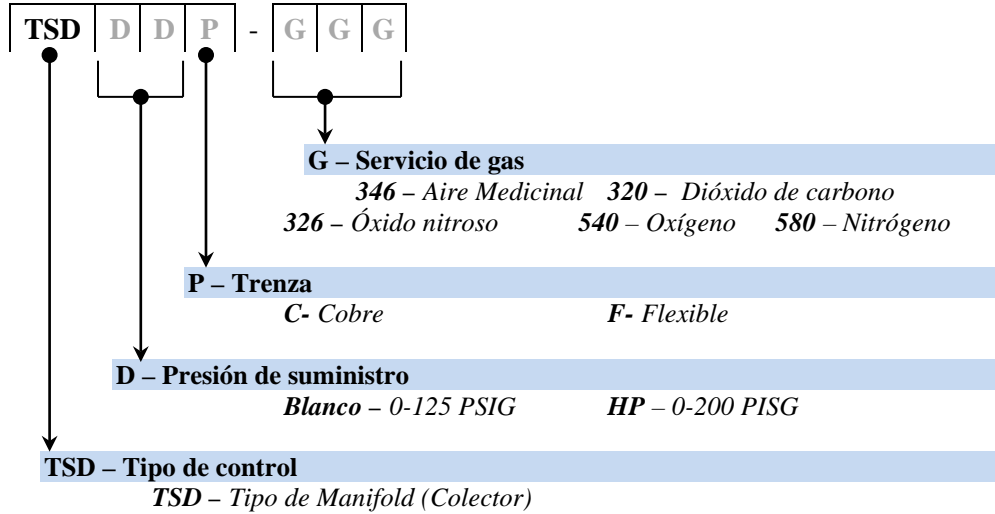 TSD D D P - G G G
G – Servicio de gas
346 – Aire Medicinal 320 – Dióxido de carbono
326 – Óxido nitroso 540 – Oxígeno 580 – Nitrógeno
P – Trenza
C- Cobre F- Flexible
D – Presión de suministro
Blanco – 0-125 PSIG HP – 0-200 PISG
TSD – Tipo de control
TSD – Tipo de Manifold (Colector)